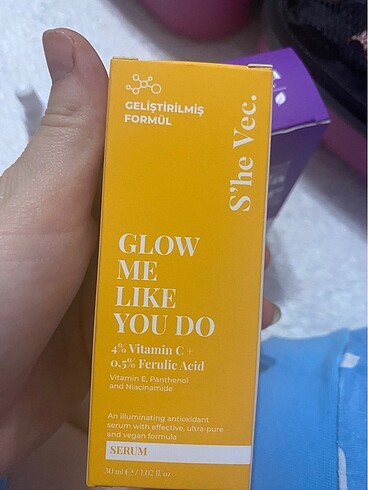 GELİŞTİRİLMİŞ
FORMÜL
S'he Vec.
GLOW
ME
LIKE
YOU DO
4% Vitamin C +
0.5% Ferulic Acid
Vitamin E, Panthenol
and Niacinamide
An illuminating antioxidant
serum with effective, ultra-pure
and vegan formula
SERUM
30 ml e / 1.02 fl. oz